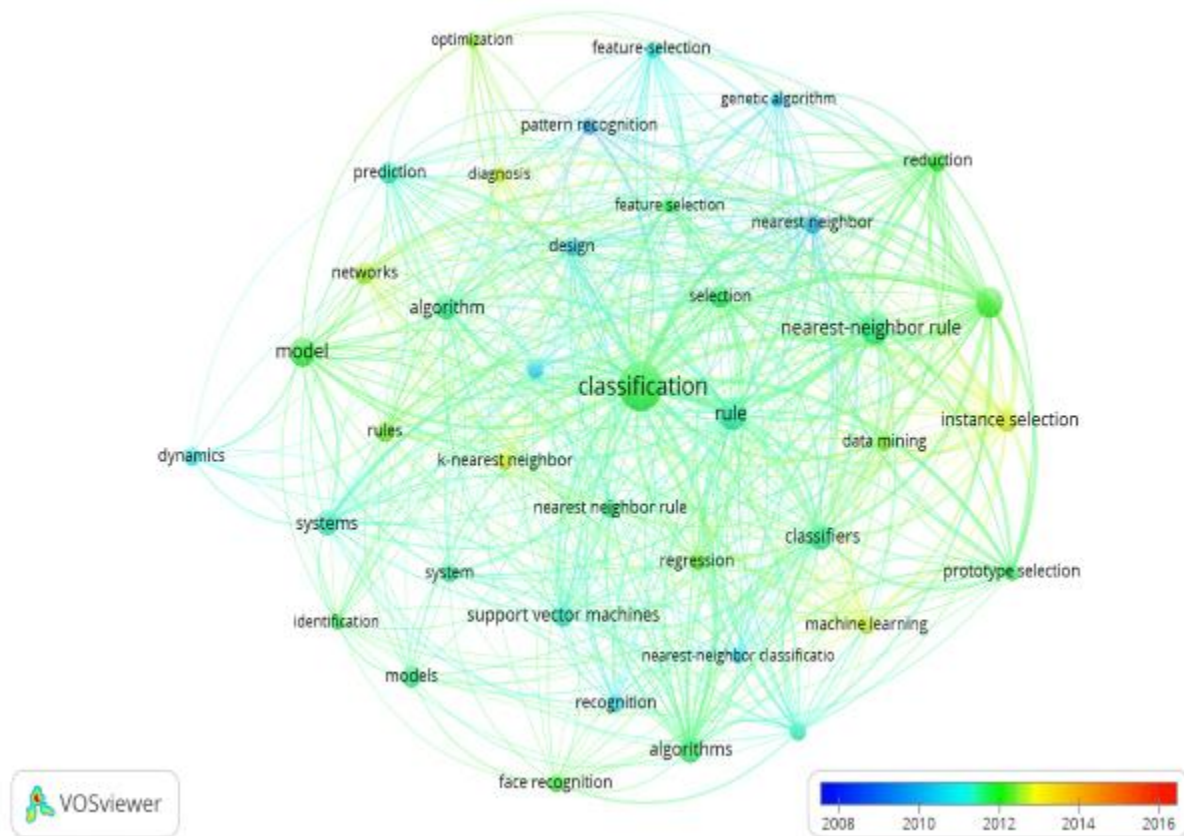 optimization
feature-selection
genetic algorithm
pattern recognition
reduction
prediction
diagnosis
feature selection
nearest neighbor
design
networks
selection
algorithm
nearest-neighbor rule
model
classification
rule
instance selection
rules
data mining
dynamics
k-nearest neighbor
nearest neighbor rule
systems
classifiers
regression
system
prototype selection
support vector machines
identification
machine learning
nearest-neighbor classificatio
models
recognition
algorithms
face recognition
VOSviewer
2008 2010 2012 2014 2016